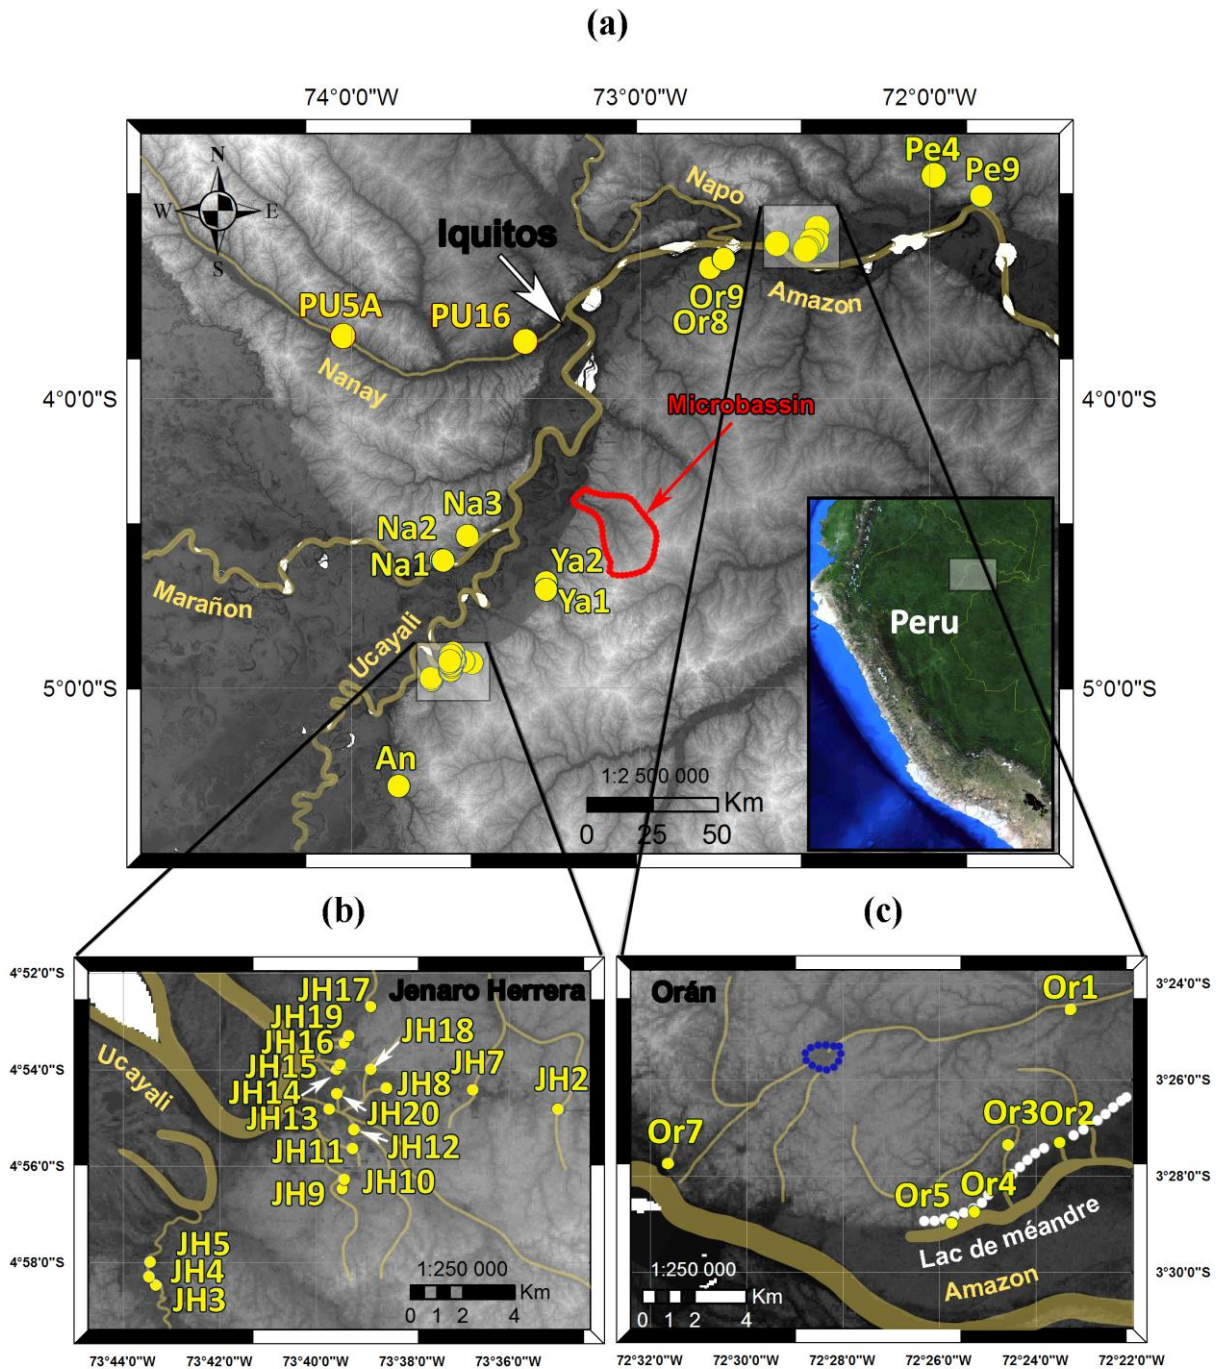 (a)
74°0'0"W
73°0'0"W
72°0'0"W
N
W
E
S
Napo
Pe4
Pe9
Iquitos
Or9
Or8
Amazon
PU5A
PU16
Nanay
4°0'0"S
4°0'0"S
Microbassin
Na3
Na2
Na1
Ya2
Ya1
Marañon
Ucayali
Peru
5°0'0"S
5°0'0"S
An
1:2 500 000
Km
0 25 50
(b)
(c)
4°52'0"S
4°54'0"S
4°56'0"S
4°58'0"S
JH17
Jenaro Herrera
JH19
JH16
JH18
JH15
JH7
JH14
JH8
JH2
JH13
JH20
JH11
JH12
JH9
JH10
Ucayali
JH5
JH4
JH3
1:250 000
Km
0 1 2 4
73°44'0"W
73°42'0"W
73°40'0"W
73°38'0"W
73°36'0"W
Orán
Or1
Or3
Or2
Or7
Or5
Or4
Lac de méandre
Amazon
1:250 000
Km
0 1 2 4
3°24'0"S
3°26'0"S
3°28'0"S
3°30'0"S
72°32'0"W
72°30'0"W
72°28'0"W
72°26'0"W
72°24'0"W
72°22'0"W